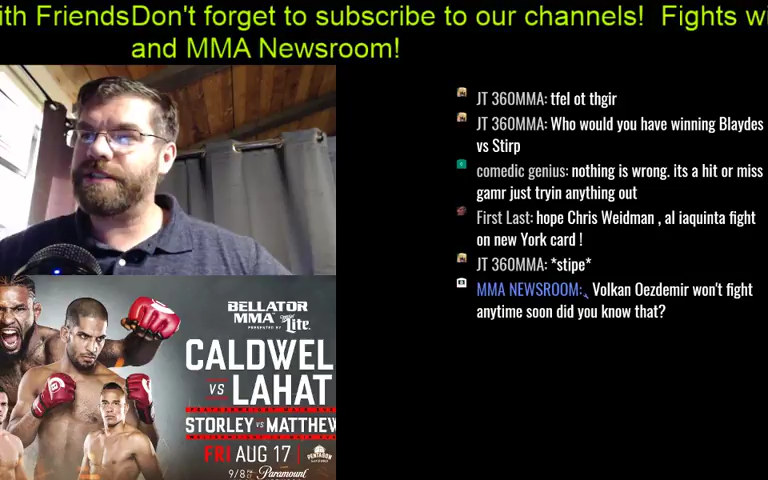 ith FriendsDon't forget to subscribe to our channels!  Fights wi
and MMA Newsroom!
JT 360MMA: tfel ot thgir
JT 360MMA: Who would you have winning Blaydes
vs Stirp
comedic genius: nothing is wrong. its a hit or miss
gamr just tryin anything out
First Last: hope Chris Weidman , al iaquinta fight
on new York card !
JT 360MMA: *stipe*
MMA NEWSROOM: Volkan Oezdemir won't fight
anytime soon did you know that?
BELLATOR
MMA PRESENTED BY Miller Lite
CALDWEL
VS LAHAT
STORLEY VS MATTHEW
FRI AUG 17
9/8 Paramount